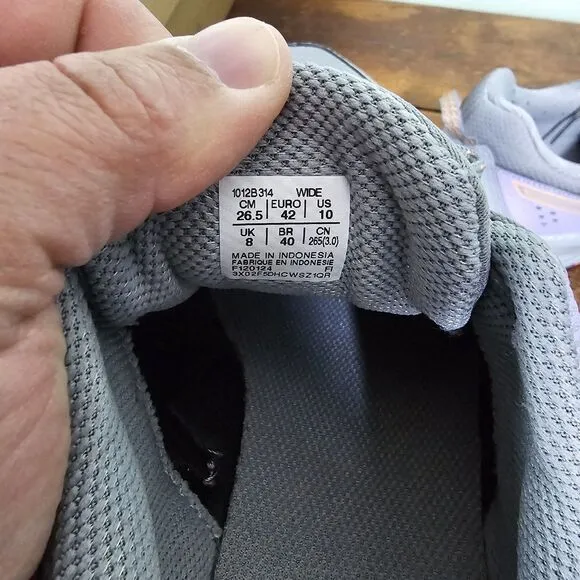 1012B314 WIDE
CM EURO US
26.5 42 10
UK BR CN
8 40 265(3.0)
MADE IN INDONESIA
FABRIQUE EN INDONESIE
F120124 FI
3X02F5DHCWSZ1QR